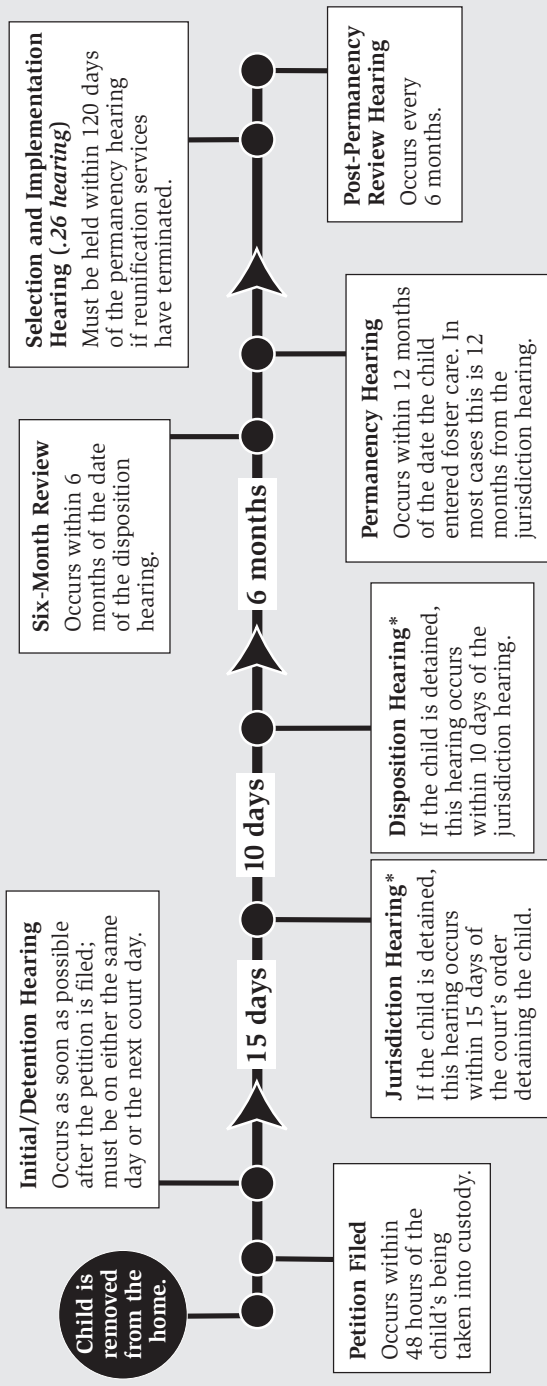 Child is
removed
from the
home.
Petition Filed
Occurs within
48 hours of the
child's being
taken into custody.
Initial/Detention Hearing
Occurs as soon as possible
after the petition is filed;
must be on either the same
day or the next court day.
15 days
Jurisdiction Hearing*
If the child is detained,
this hearing occurs
within 15 days of
the court's order
detaining the child.
10 days
Disposition Hearing*
If the child is detained,
this hearing occurs
within 10 days of the
jurisdiction hearing.
6 months
Six-Month Review
Occurs within 6
months of the date
of the disposition
hearing.
Permanency Hearing
Occurs within 12 months
of the date the child
entered foster care. In
most cases this is 12
months from the
jurisdiction hearing.
Selection and Implementation
Hearing (.26 hearing)
Must be held within 120 days
of the permanency hearing
if reunification services
have terminated.
Post-Permanency
Review Hearing
Occurs every
6 months.